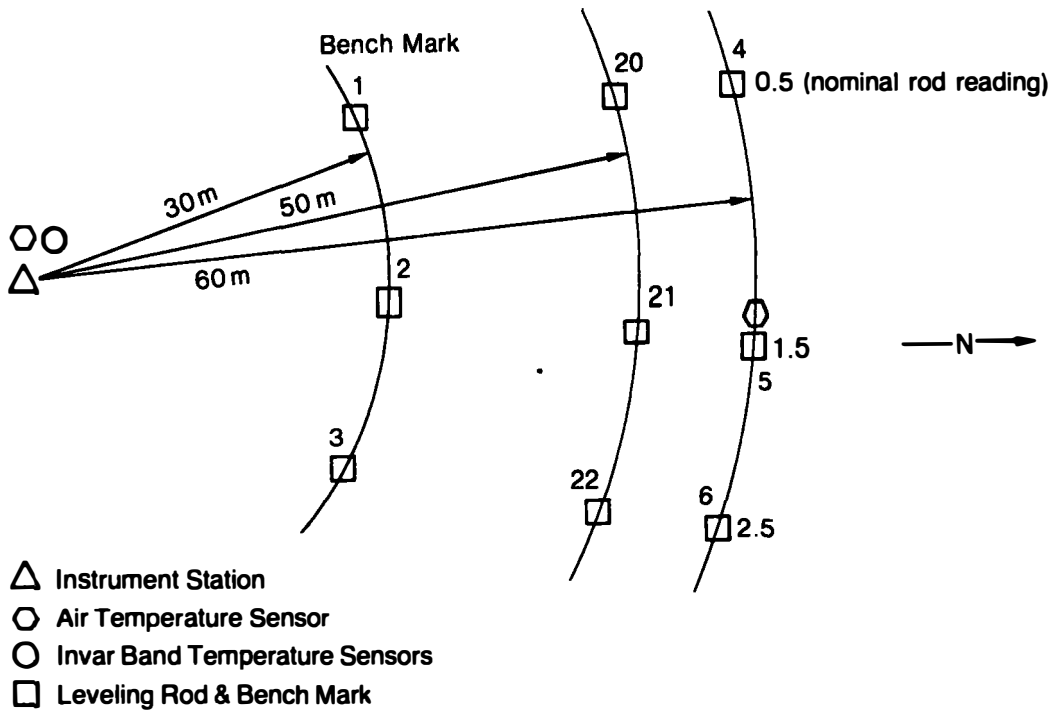 Bench Mark
1
20
4
0.5 (nominal rod reading)
30 m
50 m
60 m
2
21
1.5
5
N
3
22
6
2.5
Instrument Station
Air Temperature Sensor
Invar Band Temperature Sensors
Leveling Rod & Bench Mark